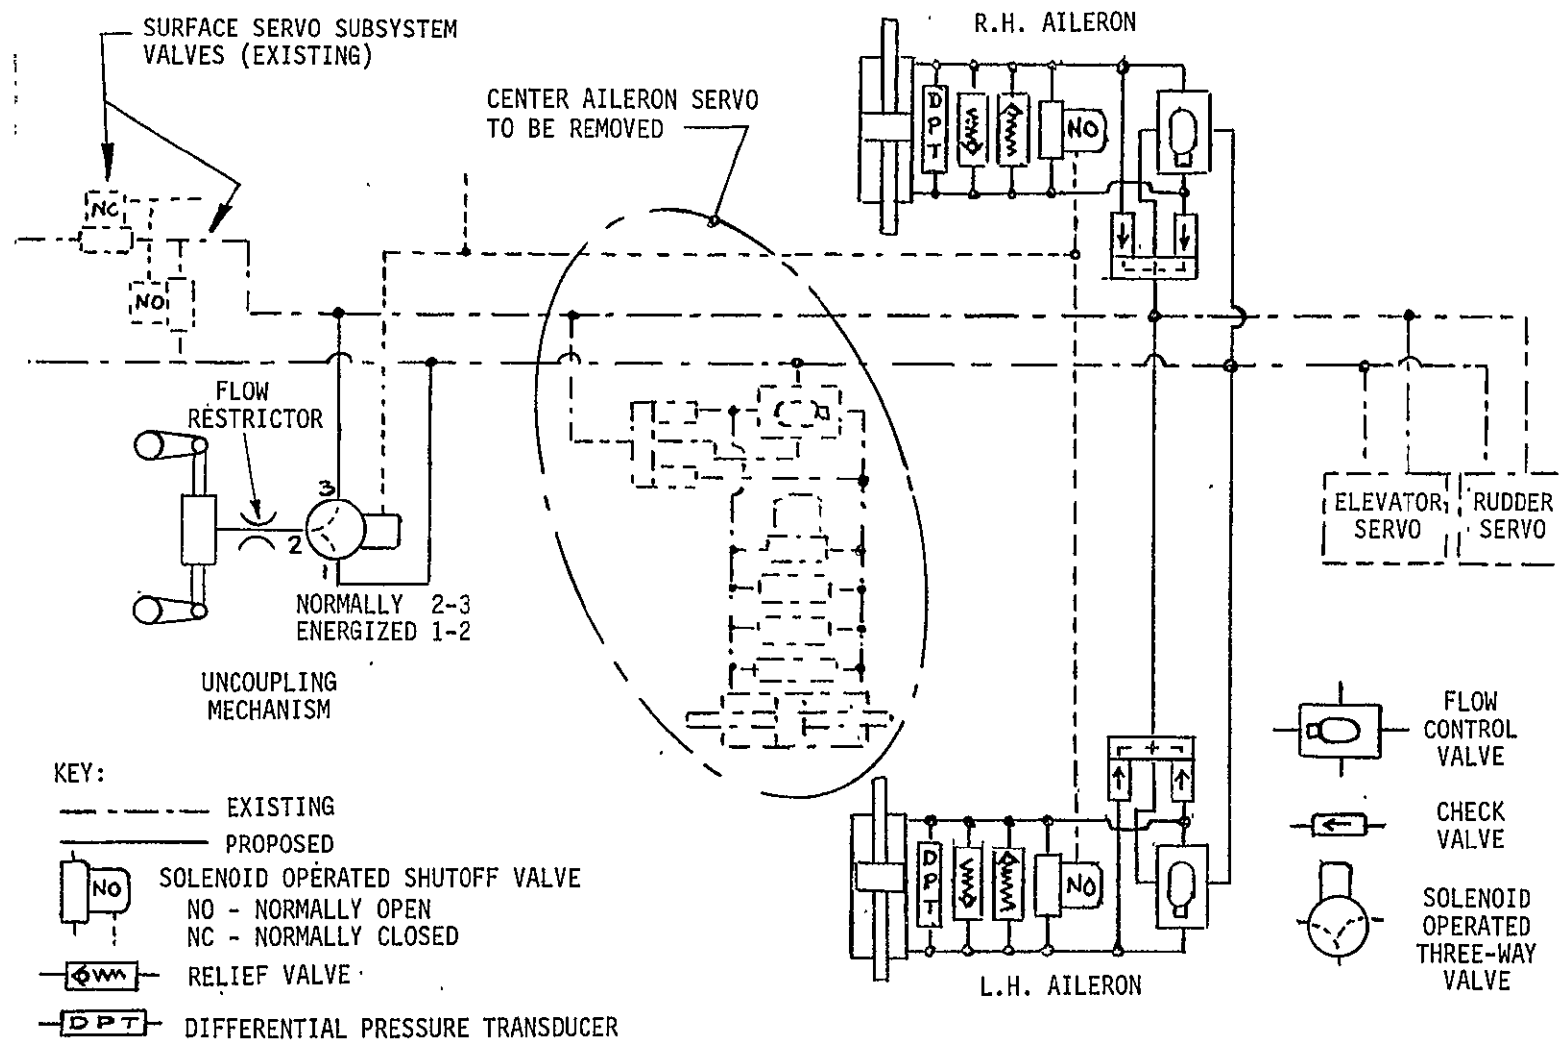 SURFACE SERVO SUBSYSTEM
VALVES (EXISTING)
R.H. AILERON
CENTER AILERON SERVO
TO BE REMOVED
DPT
NO
NC
NO
FLOW
RESTRICTOR
3
2
1
NORMALLY 2-3
ENERGIZED 1-2
UNCOUPLING
MECHANISM
ELEVATOR
SERVO
RUDDER
SERVO
KEY:
EXISTING
PROPOSED
NO
SOLENOID OPERATED SHUTOFF VALVE
NO - NORMALLY OPEN
NC - NORMALLY CLOSED
RELIEF VALVE
DPT
DIFFERENTIAL PRESSURE TRANSDUCER
DPT
NO
L.H. AILERON
FLOW
CONTROL
VALVE
CHECK
VALVE
SOLENOID
OPERATED
THREE-WAY
VALVE